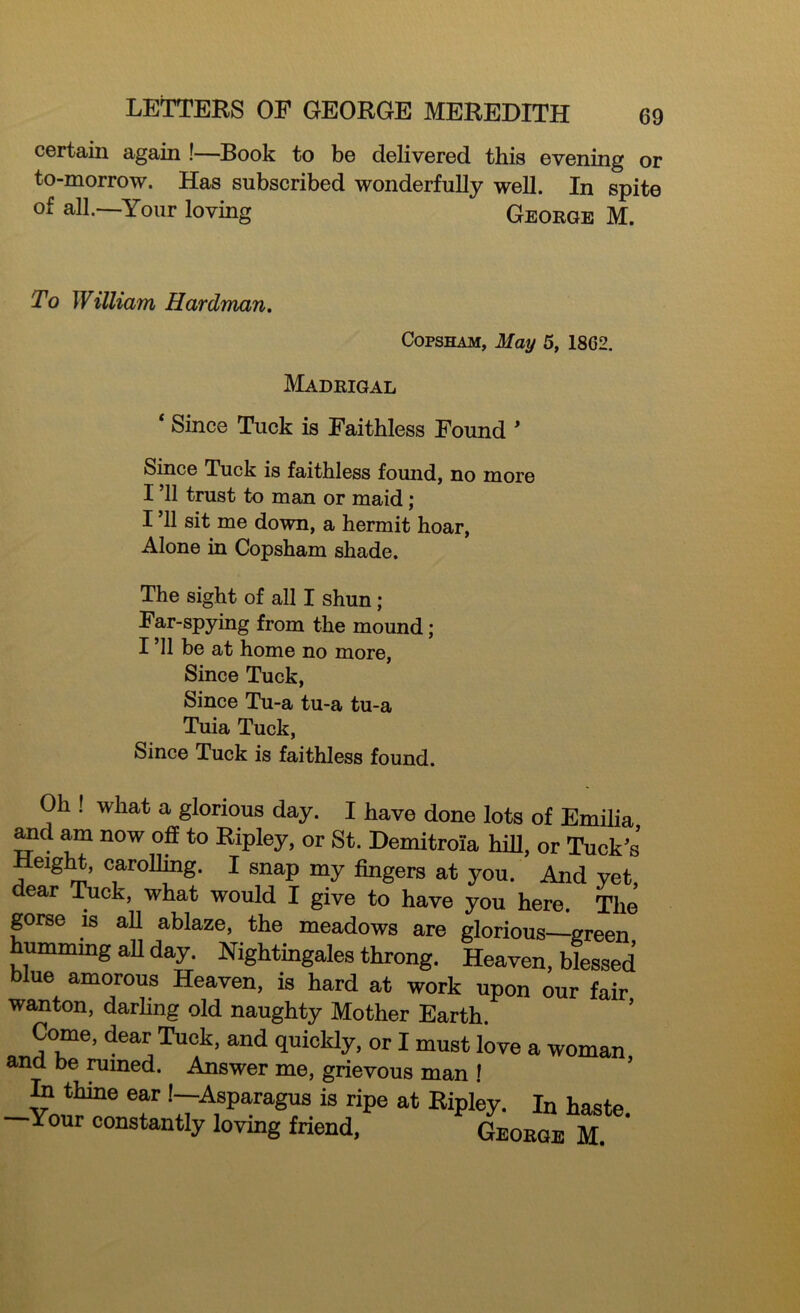 LETTERS OF GEORGE MEREDITH 69
certain again !—Book to be delivered this evening or
to-morrow. Has subscribed wonderfully well. In spite
of all.—Your loving GEORGE M.
To William Hardman.
COPSHAM, May 5, 1862.
MADRIGAL
‘ Since Tuck is Faithless Found ’
Since Tuck is faithless found, no more
I ’ll trust to man or maid ;
I ’ll sit me down, a hermit hoar,
Alone in Copsham shade.
The sight of all I shun ;
Far-spying from the mound ;
I ’ll be at home no more,
Since Tuck,
Since Tu-a tu-a tu-a
Tuia Tuck,
Since Tuck is faithless found.
Oh ! what a glorious day. I have done lots of Emilia,
and am now off to Ripley, or St. Demitroïa hill, or Tuck’s
Height, carolling. I snap my fingers at you. And yet,
dear Tuck, what would I give to have you here. The
gorse is all ablaze, the meadows are glorious—green,
humming all day. Nightingales throng. Heaven, blessed
blue amorous Heaven, is hard at work upon our fair,
wanton, darling old naughty Mother Earth.
Come, dear Tuck, and quickly, or I must love a woman,
and be ruined. Answer me, grievous man !
In thine ear !—Asparagus is ripe at Ripley. In haste.
—Your constantly loving friend, GEORGE M.